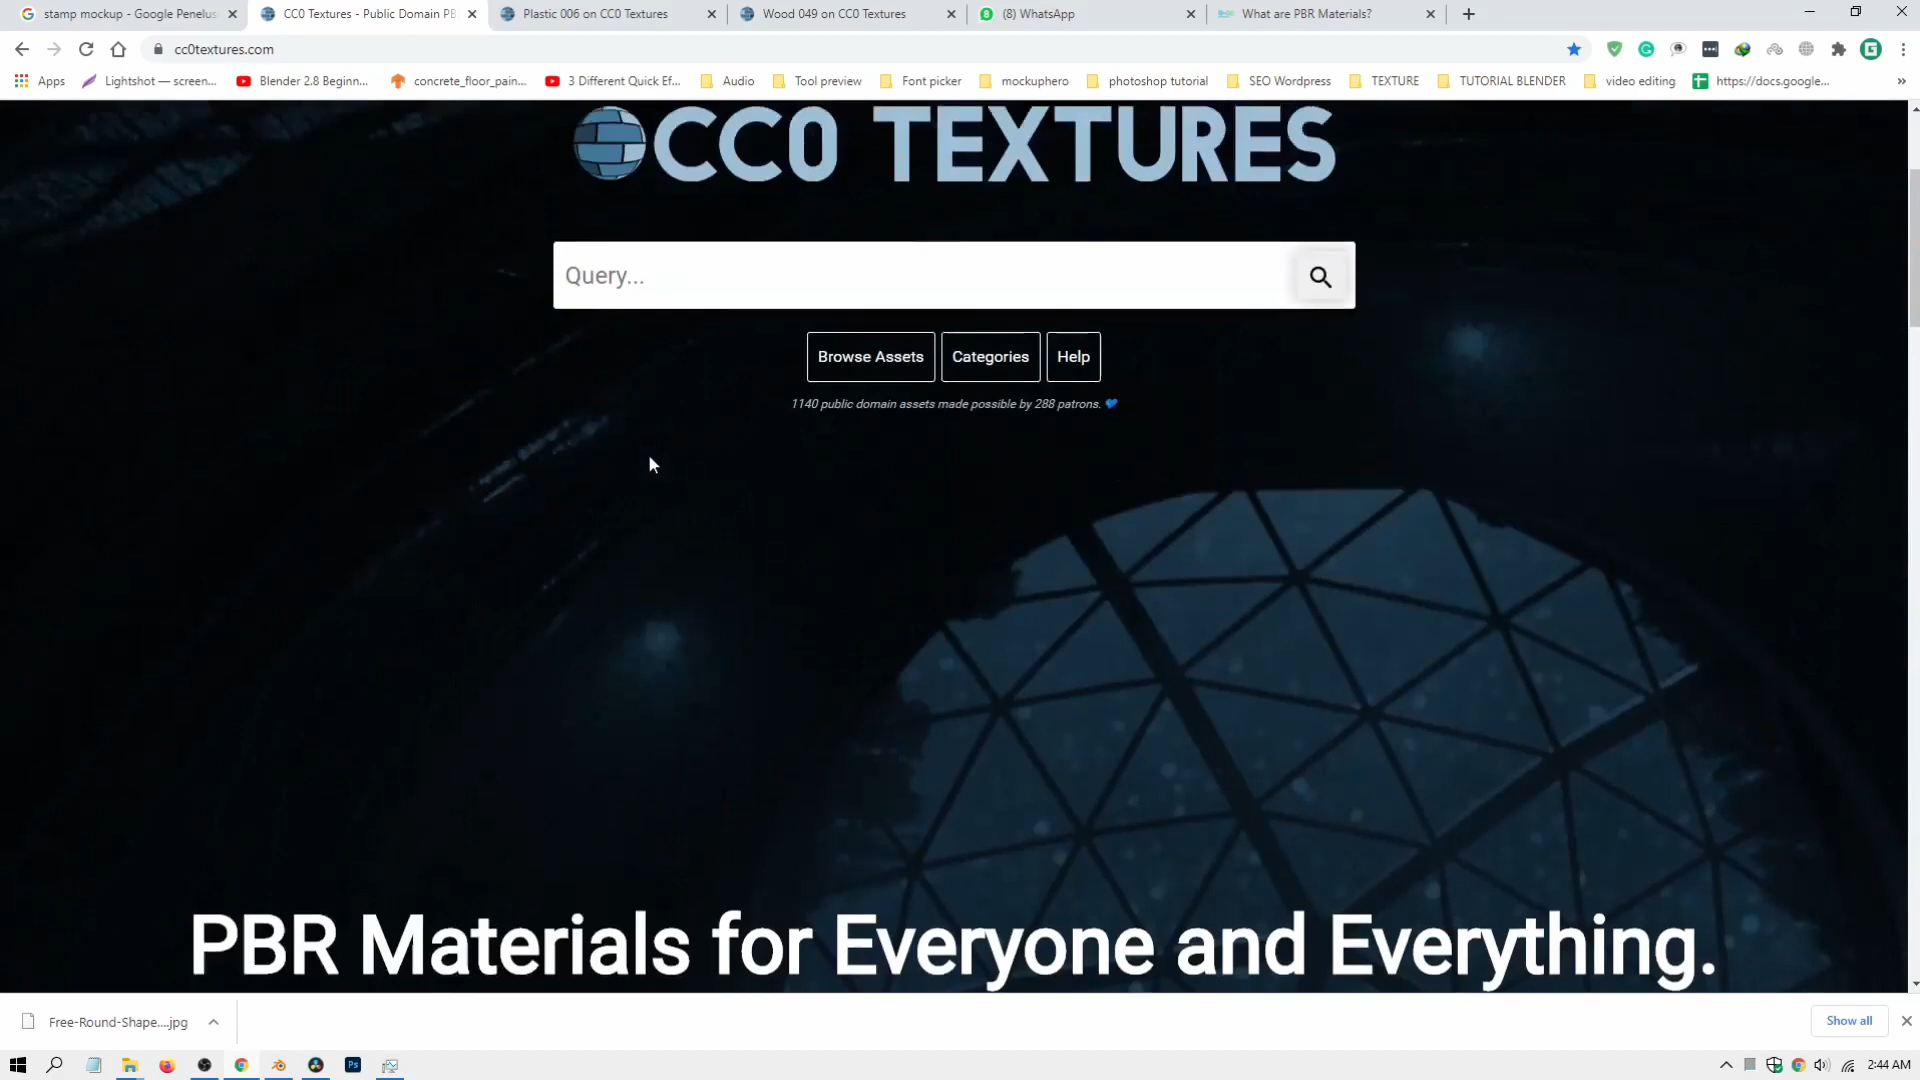 stamp mockup - Google Penelus
CC0 Textures - Public Domain PB
Plastic 006 on CC0 Textures
Wood 049 on CC0 Textures
(8) WhatsApp
What are PBR Materials?
cc0textures.com
Apps
Lightshot — screen...
Blender 2.8 Beginn...
concrete_floor_pain...
3 Different Quick Ef...
Audio
Tool preview
Font picker
mockuphero
photoshop tutorial
SEO Wordpress
TEXTURE
TUTORIAL BLENDER
video editing
https://docs.google...
CC0 TEXTURES
Query...
Browse Assets
Categories
Help
1140 public domain assets made possible by 288 patrons.
PBR Materials for Everyone and Everything.
Free-Round-Shape....jpg
Show all
2:44 AM